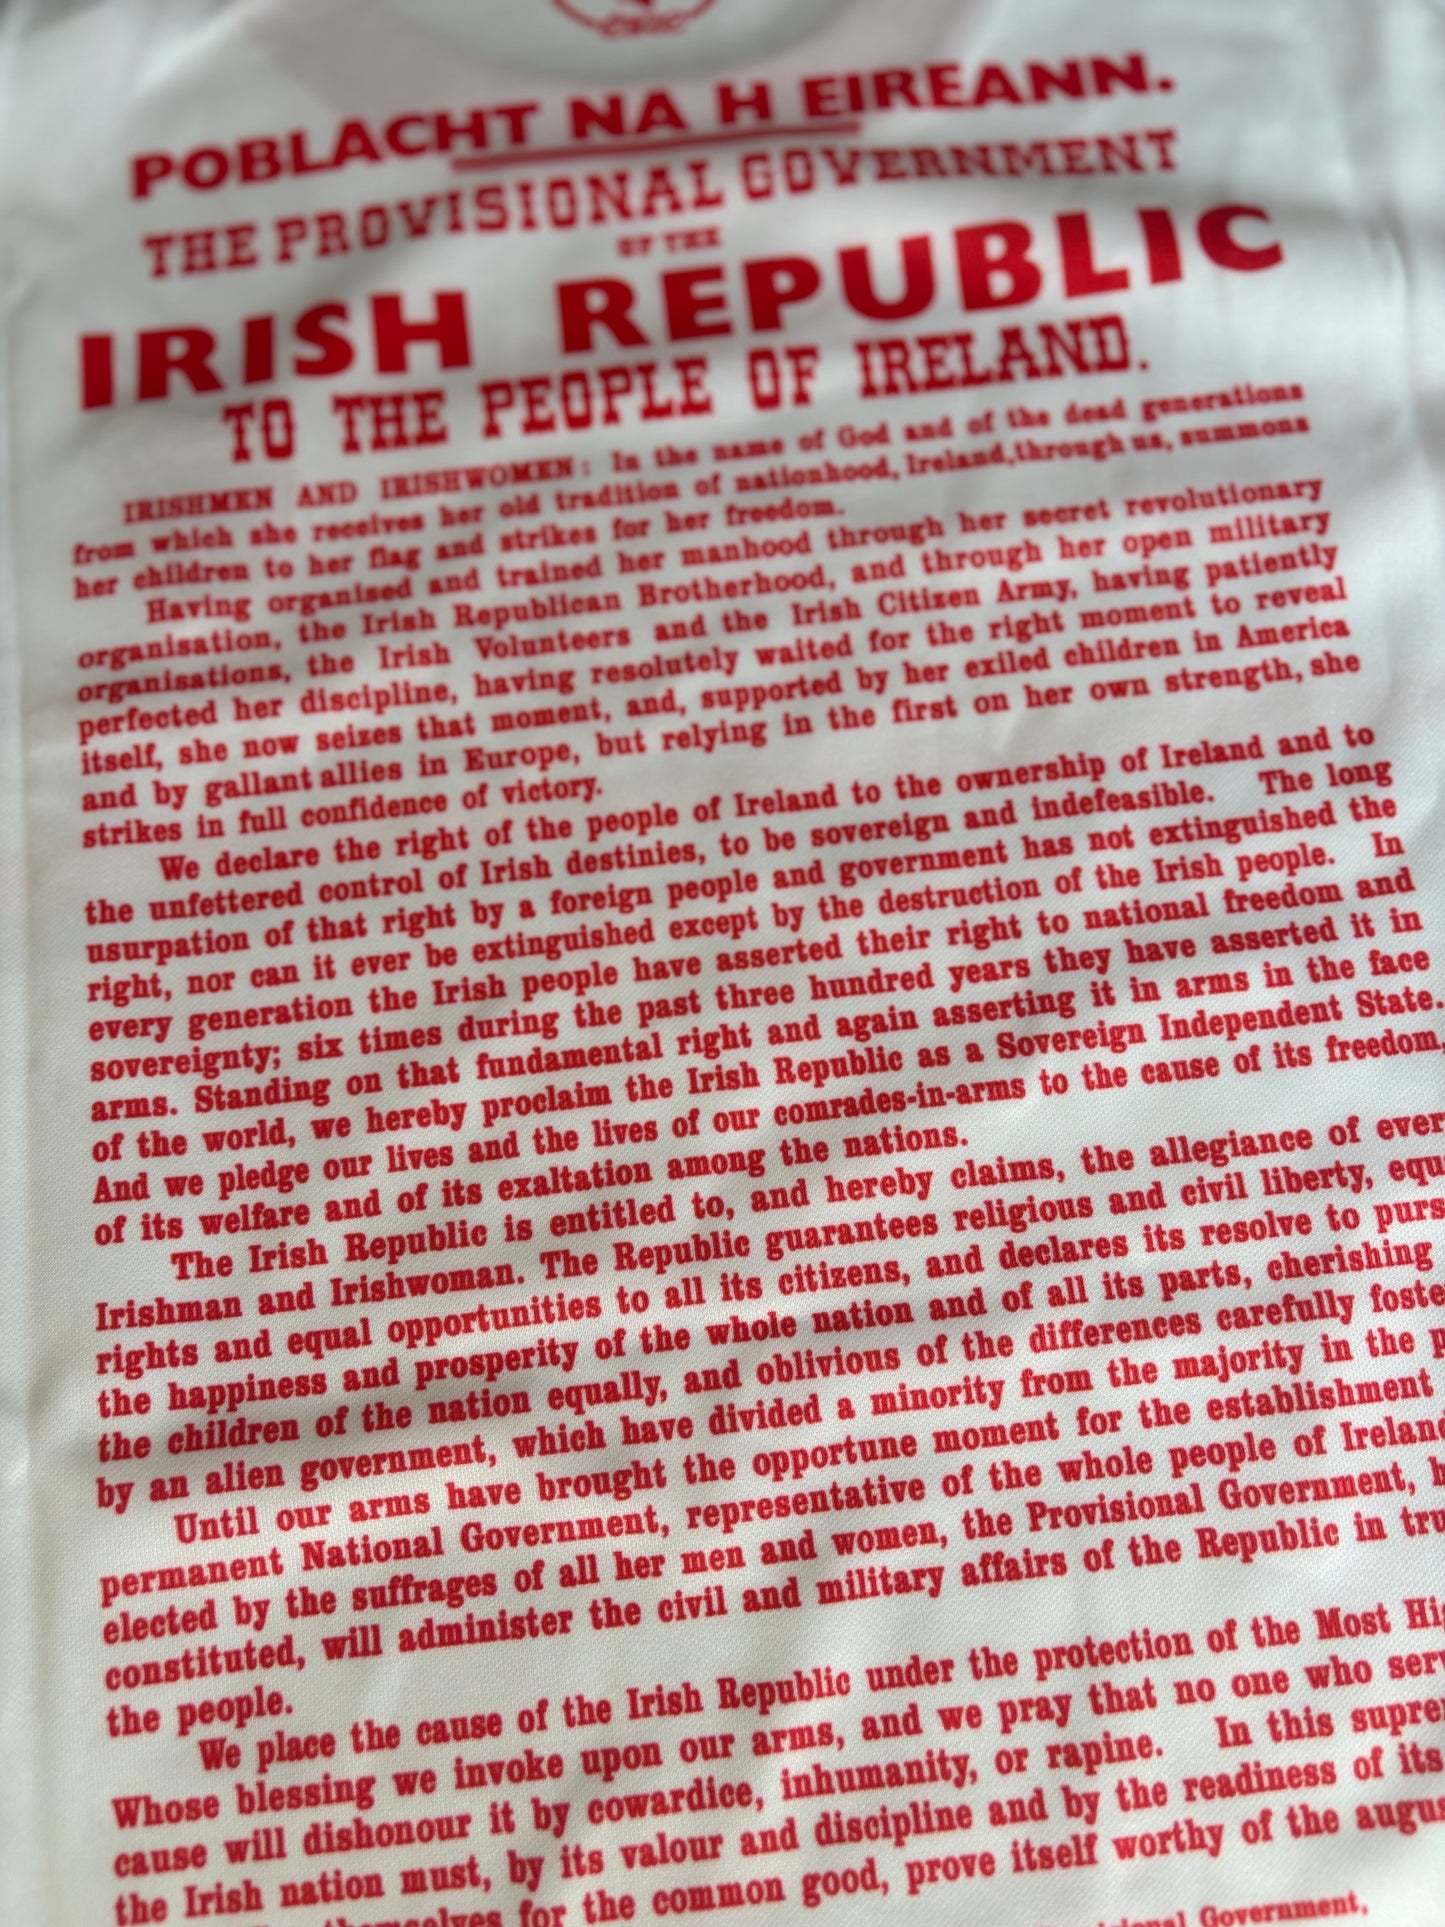 POBLACHT NA H EIREANN.
THE PROVISIONAL GOVERNMENT
OF THE
IRISH REPUBLIC
TO THE PEOPLE OF IRELAND.
IRISHMEN AND IRISHWOMEN: In the name of God and of the dead generations
from which she receives her old tradition of nationhood, Ireland, through us, summons
her children to her flag and strikes for her freedom.
Having organised and trained her manhood through her secret revolutionary
organisation, the Irish Republican Brotherhood, and through her open military
organisations, the Irish Volunteers and the Irish Citizen Army, having patiently
perfected her discipline, having resolutely waited for the right moment to reveal
itself, she now seizes that moment, and, supported by her exiled children in America
and by gallant allies in Europe, but relying in the first on her own strength, she
strikes in full confidence of victory.
We declare the right of the people of Ireland to the ownership of Ireland and to
the unfettered control of Irish destinies, to be sovereign and indefeasible. The long
usurpation of that right by a foreign people and government has not extinguished the
right, nor can it ever be extinguished except by the destruction of the Irish people. In
every generation the Irish people have asserted their right to national freedom and
sovereignty; six times during the past three hundred years they have asserted it in
arms. Standing on that fundamental right and again asserting it in arms in the face
of the world, we hereby proclaim the Irish Republic as a Sovereign Independent State.
And we pledge our lives and the lives of our comrades-in-arms to the cause of its freedom,
of its welfare and of its exaltation among the nations.
The Irish Republic is entitled to, and hereby claims, the allegiance of ever
Irishman and Irishwoman. The Republic guarantees religious and civil liberty, equ
rights and equal opportunities to all its citizens, and declares its resolve to purs
the happiness and prosperity of the whole nation and of all its parts, cherishing
the children of the nation equally, and oblivious of the differences carefully foste
by an alien government, which have divided a minority from the majority in the p
Until our arms have brought the opportune moment for the establishment
permanent National Government, representative of the whole people of Ireland
elected by the suffrages of all her men and women, the Provisional Government, h
constituted, will administer the civil and military affairs of the Republic in tru
the people.
We place the cause of the Irish Republic under the protection of the Most Hi
Whose blessing we invoke upon our arms, and we pray that no one who serv
cause will dishonour it by cowardice, inhumanity, or rapine. In this supre
the Irish nation must, by its valour and discipline and by the readiness of its
themselves for the common good, prove itself worthy of the augus
Government,